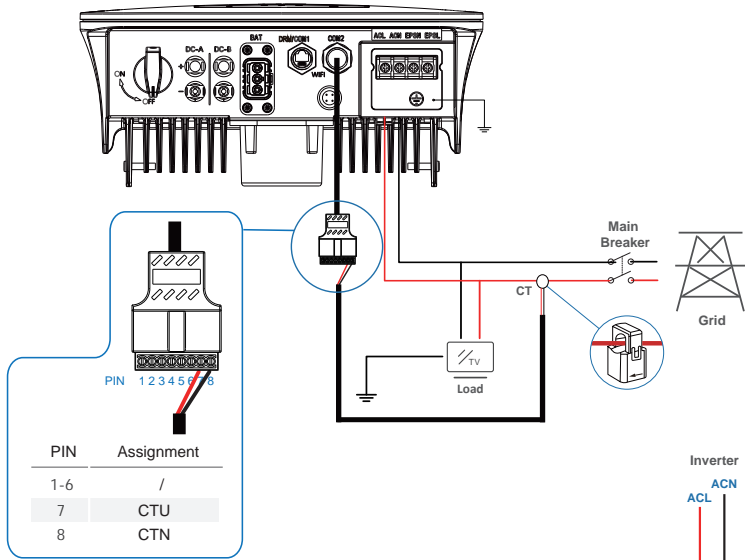 BAT
DRM/COM1 COM2
ACL ACN EPSN EPSL
DC-A DC-B
+
-
WIFI
ON
OFF
Main
Breaker
CT
Grid
TV
Load
PIN 1 2 3 4 5 6 7 8
PIN Assignment
1-6 /
7 CTU
8 CTN
Inverter
ACN
ACL